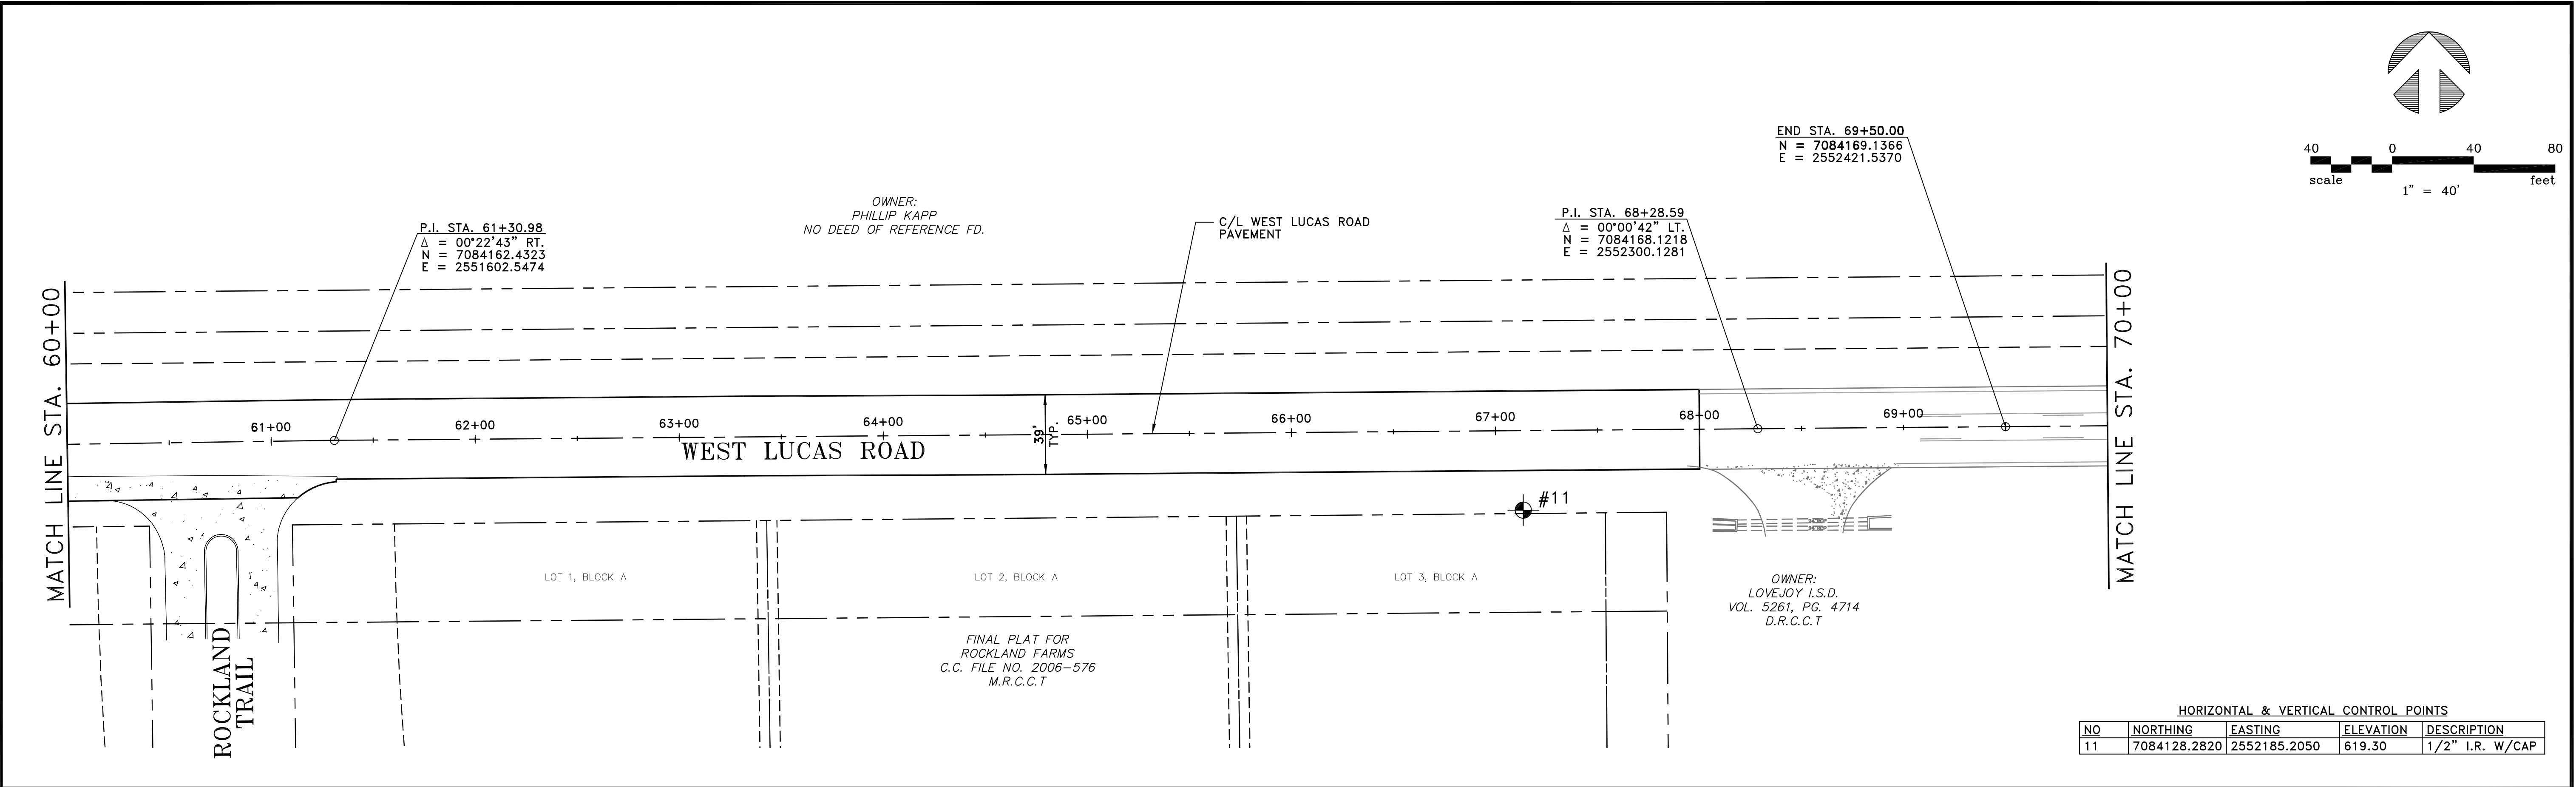 40 0 40 80
scale feet
1" = 40'
END STA. 69+50.00
N = 7084169.1366
E = 2552421.5370
OWNER:
PHILLIP KAPP
NO DEED OF REFERENCE FD.
P.I. STA. 61+30.98
Δ = 00°22'43" RT.
N = 7084162.4323
E = 2551602.5474
C/L WEST LUCAS ROAD
PAVEMENT
P.I. STA. 68+28.59
Δ = 00°00'42" LT.
N = 7084168.1218
E = 2552300.1281
MATCH LINE STA. 60+00
MATCH LINE STA. 70+00
61+00 62+00 63+00 64+00 65+00 66+00 67+00 68+00 69+00
39'
TYP.
WEST LUCAS ROAD
#11
LOT 1, BLOCK A
LOT 2, BLOCK A
LOT 3, BLOCK A
OWNER:
LOVEJOY I.S.D.
VOL. 5261, PG. 4714
D.R.C.C.T
FINAL PLAT FOR
ROCKLAND FARMS
C.C. FILE NO. 2006-576
M.R.C.C.T
ROCKLAND
TRAIL
HORIZONTAL & VERTICAL CONTROL POINTS
NO NORTHING EASTING ELEVATION DESCRIPTION
11 7084128.2820 2552185.2050 619.30 1/2" I.R. W/CAP